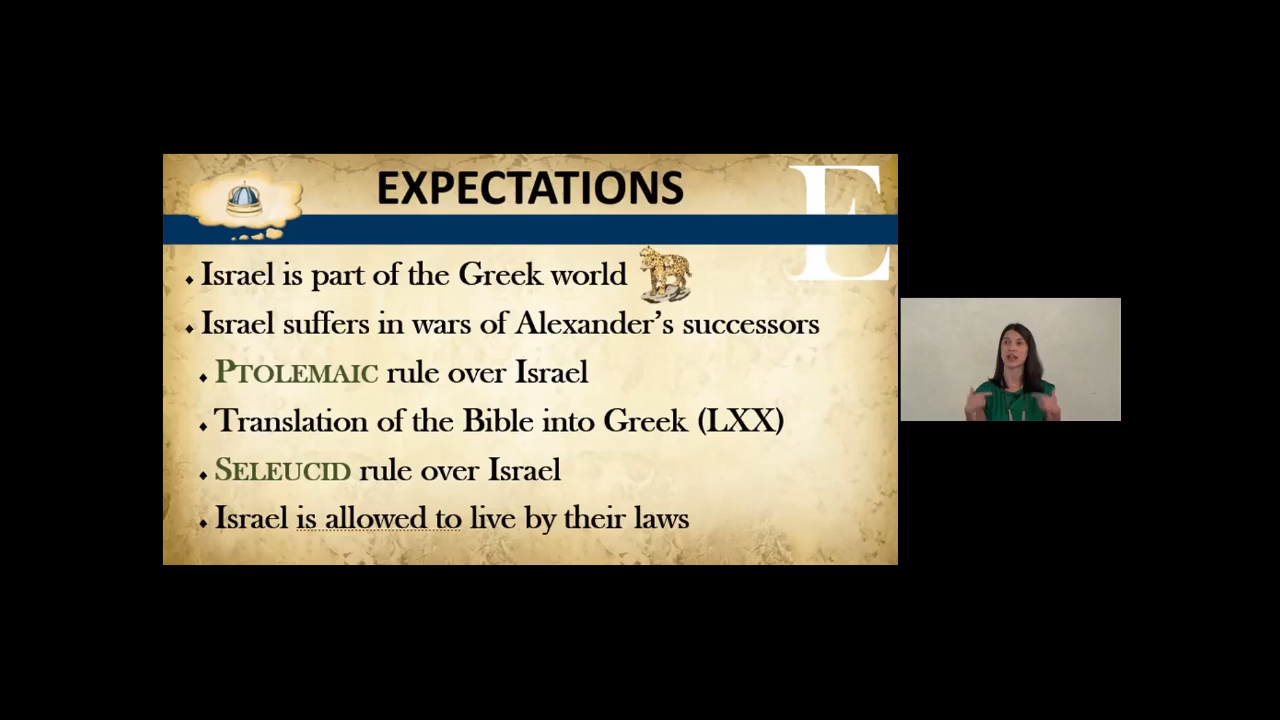 EXPECTATIONS
E
Israel is part of the Greek world
Israel suffers in wars of Alexander’s successors
PTOLEMAIC rule over Israel
Translation of the Bible into Greek (LXX)
SELEUCID rule over Israel
Israel is allowed to live by their laws